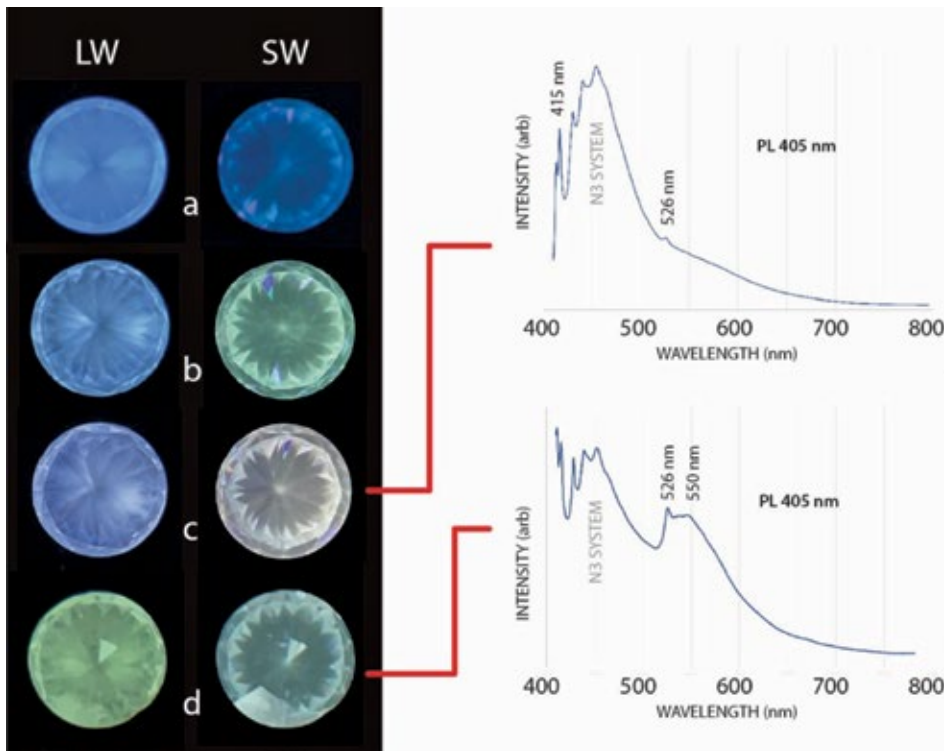 LW SW
a
b
c
d
INTENSITY (arb)
415 nm
N3 SYSTEM
526 nm
PL 405 nm
400 500 600 700 800
WAVELENGTH (nm)
INTENSITY (arb)
N3 SYSTEM
526 nm
550 nm
PL 405 nm
400 500 600 700 800
WAVELENGTH (nm)